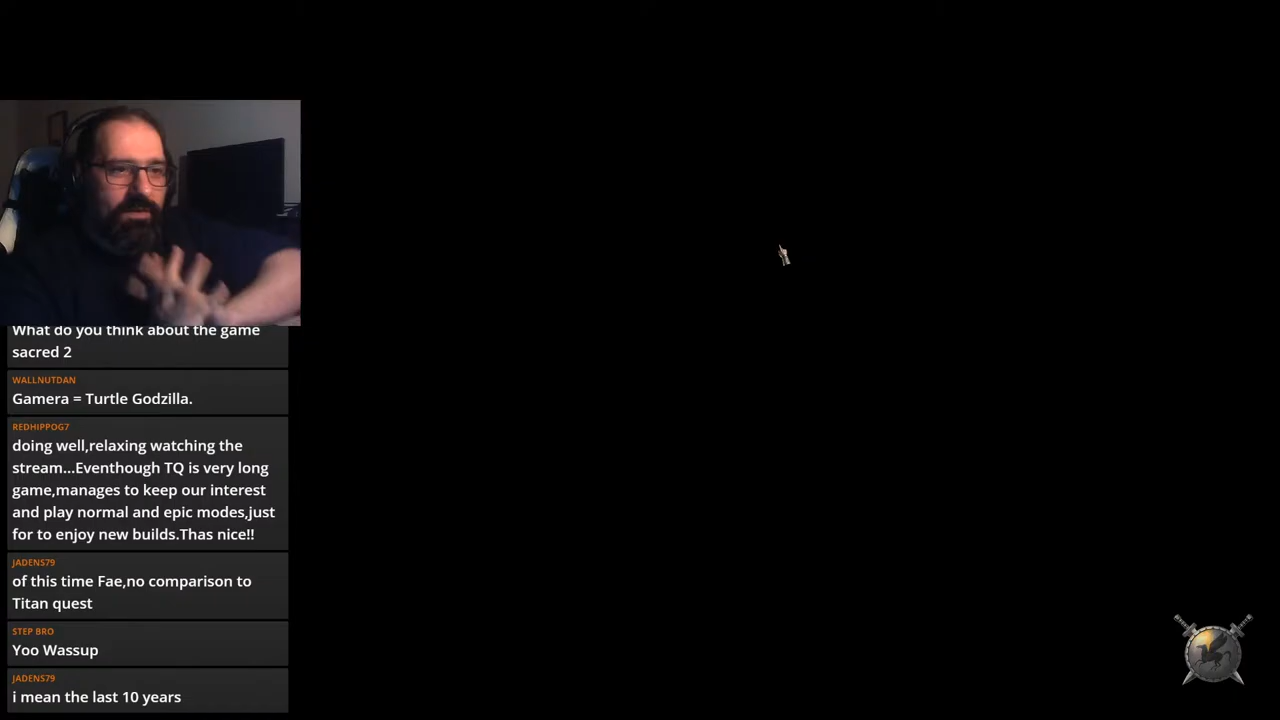 What do you think about the game
sacred 2
WALLNUTDAN
Gamera = Turtle Godzilla.
REDHIPPOG7
doing well,relaxing watching the
stream...Eventhough TQ is very long
game,manages to keep our interest
and play normal and epic modes,just
for to enjoy new builds.Thas nice!!
JADENS79
of this time Fae,no comparison to
Titan quest
STEP BRO
Yoo Wassup
JADENS79
i mean the last 10 years